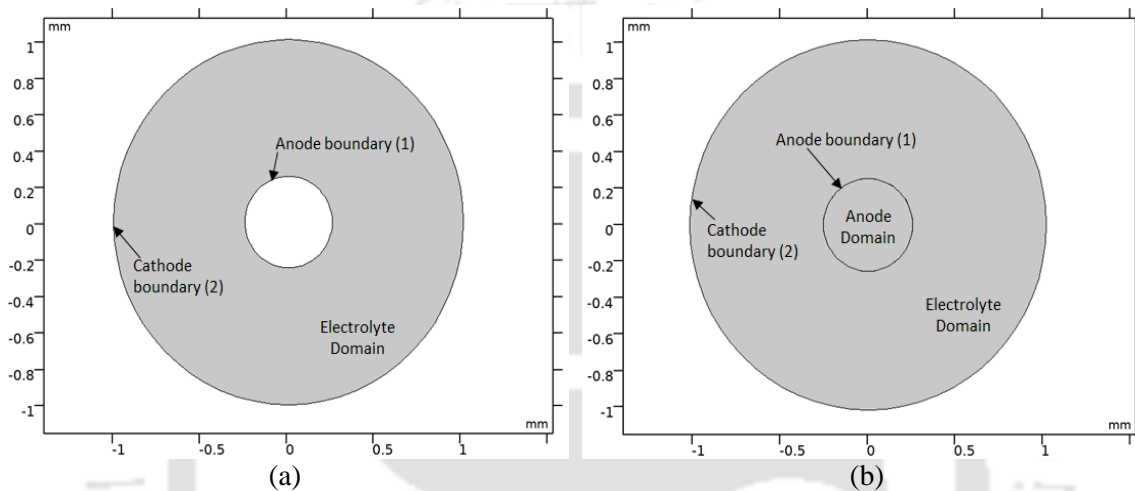 mm
1
0.8
0.6
0.4
0.2
0
-0.2
-0.4
-0.6
-0.8
-1
Anode boundary (1)
Cathode
boundary (2)
Electrolyte
Domain
mm
-1
-0.5
0
0.5
1
(a)
mm
1
0.8
0.6
0.4
0.2
0
-0.2
-0.4
-0.6
-0.8
-1
Anode boundary (1)
Anode
Domain
Cathode
boundary (2)
Electrolyte
Domain
mm
-1
-0.5
0
0.5
1
(b)